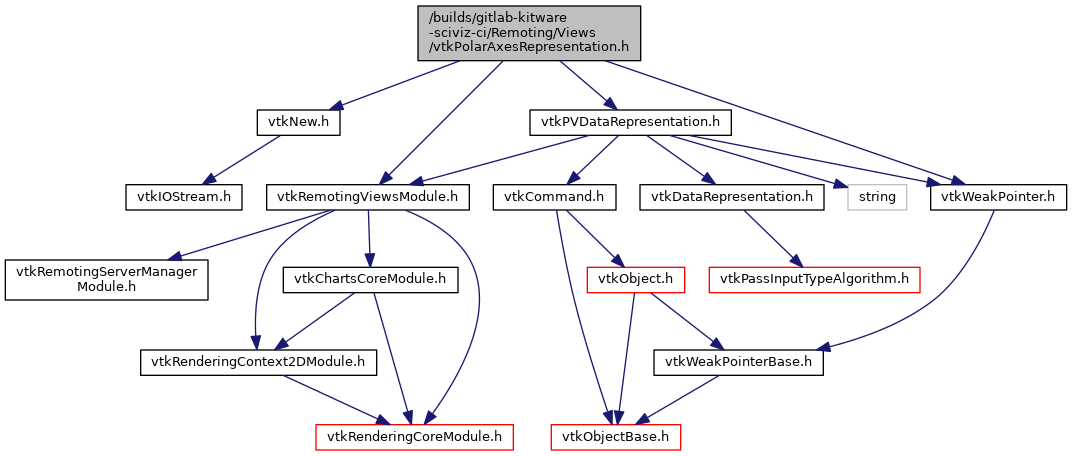 /builds/gitlab-kitware
-sciviz-ci/Remoting/Views
/vtkPolarAxesRepresentation.h
vtkNew.h
vtkPVDataRepresentation.h
vtkIOStream.h
vtkRemotingViewsModule.h
vtkCommand.h
vtkDataRepresentation.h
string
vtkWeakPointer.h
vtkRemotingServerManager
Module.h
vtkChartsCoreModule.h
vtkObject.h
vtkPassInputTypeAlgorithm.h
vtkRenderingContext2DModule.h
vtkWeakPointerBase.h
vtkRenderingCoreModule.h
vtkObjectBase.h